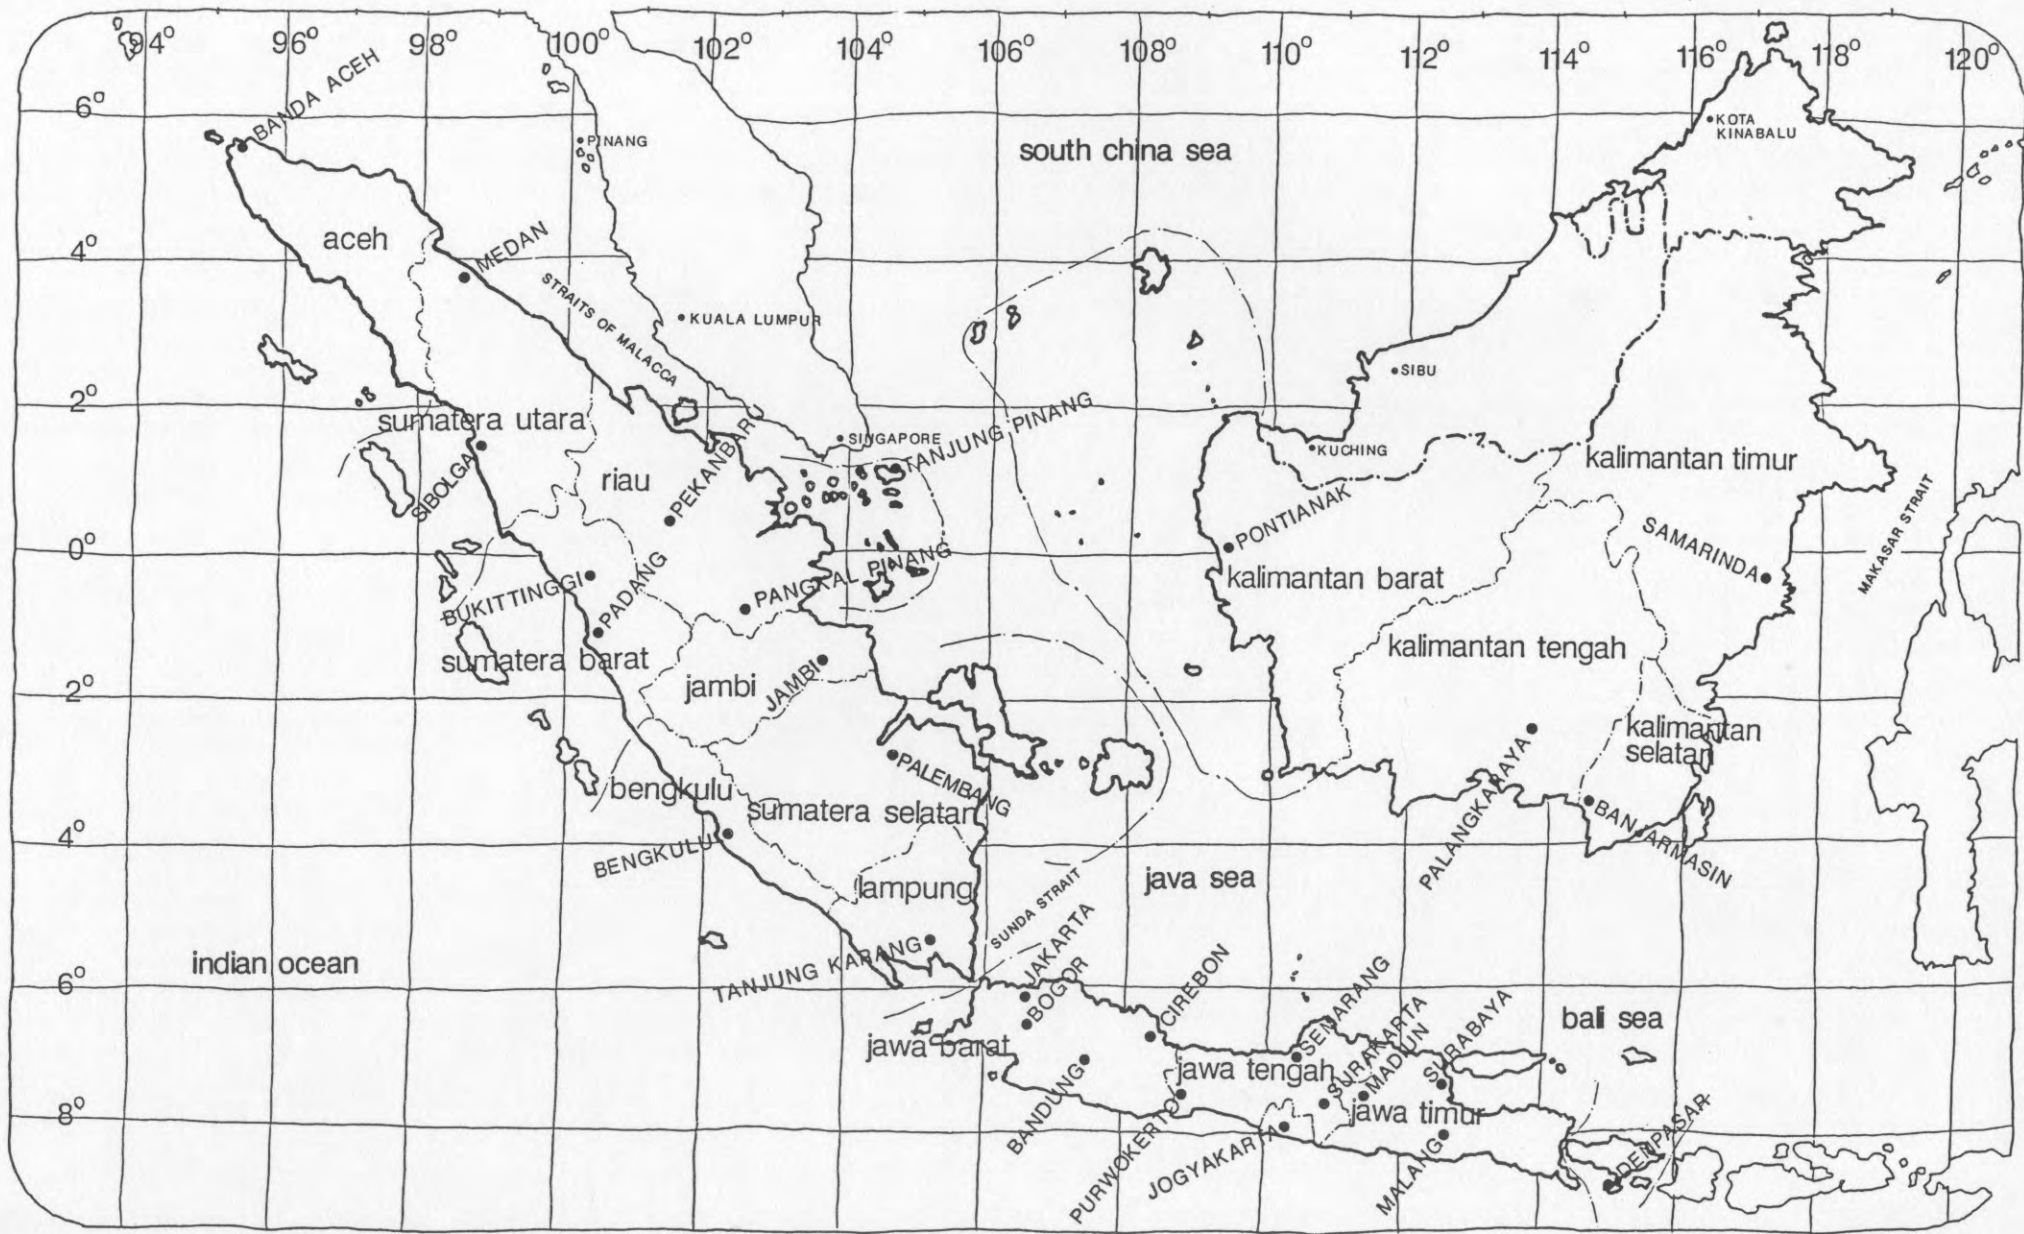 94° 96° 98° 100° 102° 104° 106° 108° 110° 112° 114° 116° 118° 120°
6°
4°
2°
0°
2°
4°
6°
8°
BANDA ACEH
PINANG
KOTA
KINABALU
south china sea
aceh
MEDAN
STRAITS OF MALACCA
KUALA LUMPUR
SIBU
sumatera utara
SIBOLGA
SINGAPORE
TANJUNG PINANG
KUCHING
kalimantan timur
riau
PEKANBARU
PONTIANAK
SAMARINDA
MAKASAR STRAIT
BUKITTINGGI
PADANG
PANGKAL PINANG
kalimantan barat
sumatera barat
jambi
JAMBI
kalimantan tengah
kalimantan
selatan
bengkulu
PALEMBANG
sumatera selatan
PALANGKARAYA
BANJARMASIN
BENGKULU
lampung
java sea
SUNDA STRAIT
indian ocean
TANJUNG KARANG
JAKARTA
BOGOR
CIREBON
SEMARANG
SURAKARTA
MADIUN
SURABAYA
bali sea
jawa barat
jawa tengah
jawa timur
BANDUNG
PURWOKERTO
JOGYAKARTA
MALANG
DENPASAR